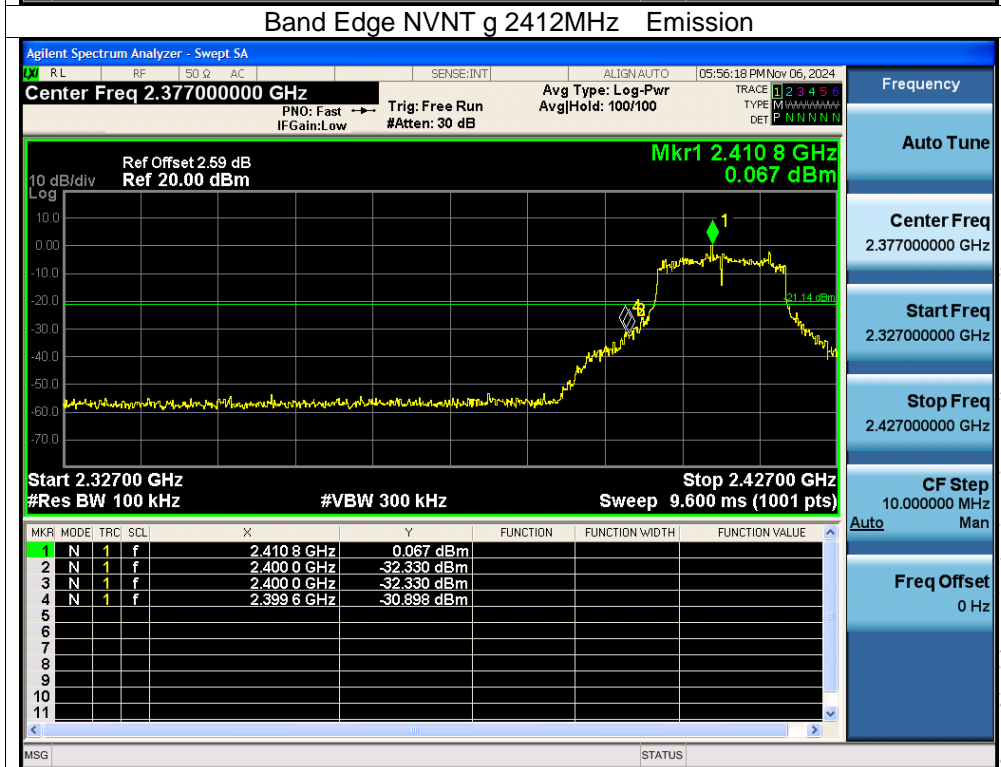 Band Edge NVNT g 2412MHz Emission
Agilent Spectrum Analyzer - Swept SA
LXI RL RF 50 Ω AC SENSE:INT ALIGN AUTO 05:56:18 PM Nov 06, 2024
Center Freq 2.377000000 GHz
PNO: Fast
IFGain:Low
Trig: Free Run
#Atten: 30 dB
Avg Type: Log-Pwr
Avg|Hold: 100/100
TRACE 1 2 3 4 5 6
TYPE M WWWWW
DET P N N N N N
Ref Offset 2.59 dB
10 dB/div Ref 20.00 dBm
Log
Mkr1 2.410 8 GHz
0.067 dBm
10.0
0.00
-10.0
-20.0
-30.0
-40.0
-50.0
-60.0
-70.0
1
-21.14 dBm
Start 2.32700 GHz Stop 2.42700 GHz
#Res BW 100 kHz #VBW 300 kHz Sweep 9.600 ms (1001 pts)
MKR MODE TRC SCL X Y FUNCTION FUNCTION WIDTH FUNCTION VALUE
1 N 1 f 2.410 8 GHz 0.067 dBm
2 N 1 f 2.400 0 GHz -32.330 dBm
3 N 1 f 2.400 0 GHz -32.330 dBm
4 N 1 f 2.399 6 GHz -30.898 dBm
5
6
7
8
9
10
11
MSG STATUS
Frequency
Auto Tune
Center Freq
2.377000000 GHz
Start Freq
2.327000000 GHz
Stop Freq
2.427000000 GHz
CF Step
10.000000 MHz
Auto Man
Freq Offset
0 Hz